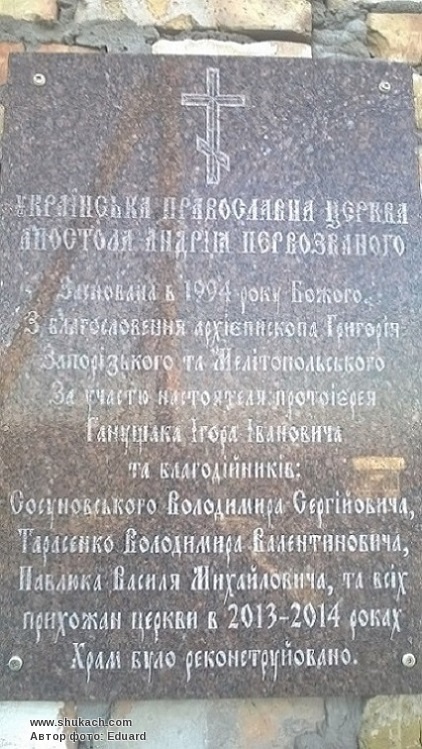 Українська Православна Церква
Апостола Андрія Первозваного
Заснована в 1994 року Божого.
З благословення архієпископа Григорія
Запорізького та Мелітопольського
За участю настоятеля протоієрея
Ганущака Ігора Івановича
та благодійників:
Сосуновського Володимира Сергійовича,
Тарасенко Володимира Валентиновича,
Павлюка Василя Михайловича, та всіх
прихожан церкви в 2013-2014 роках
Храм було реконструйовано.
www.shukach.com
Автор фото: Eduard